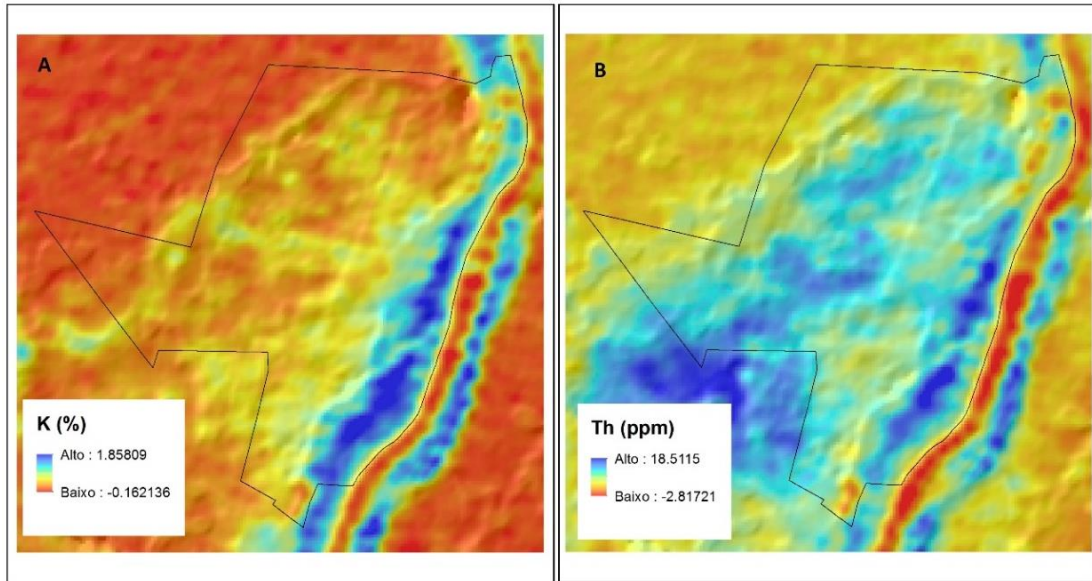 A
K (%)
Alto : 1.85809
Baixo : -0.162136
B
Th (ppm)
Alto : 18.5115
Baixo : -2.81721